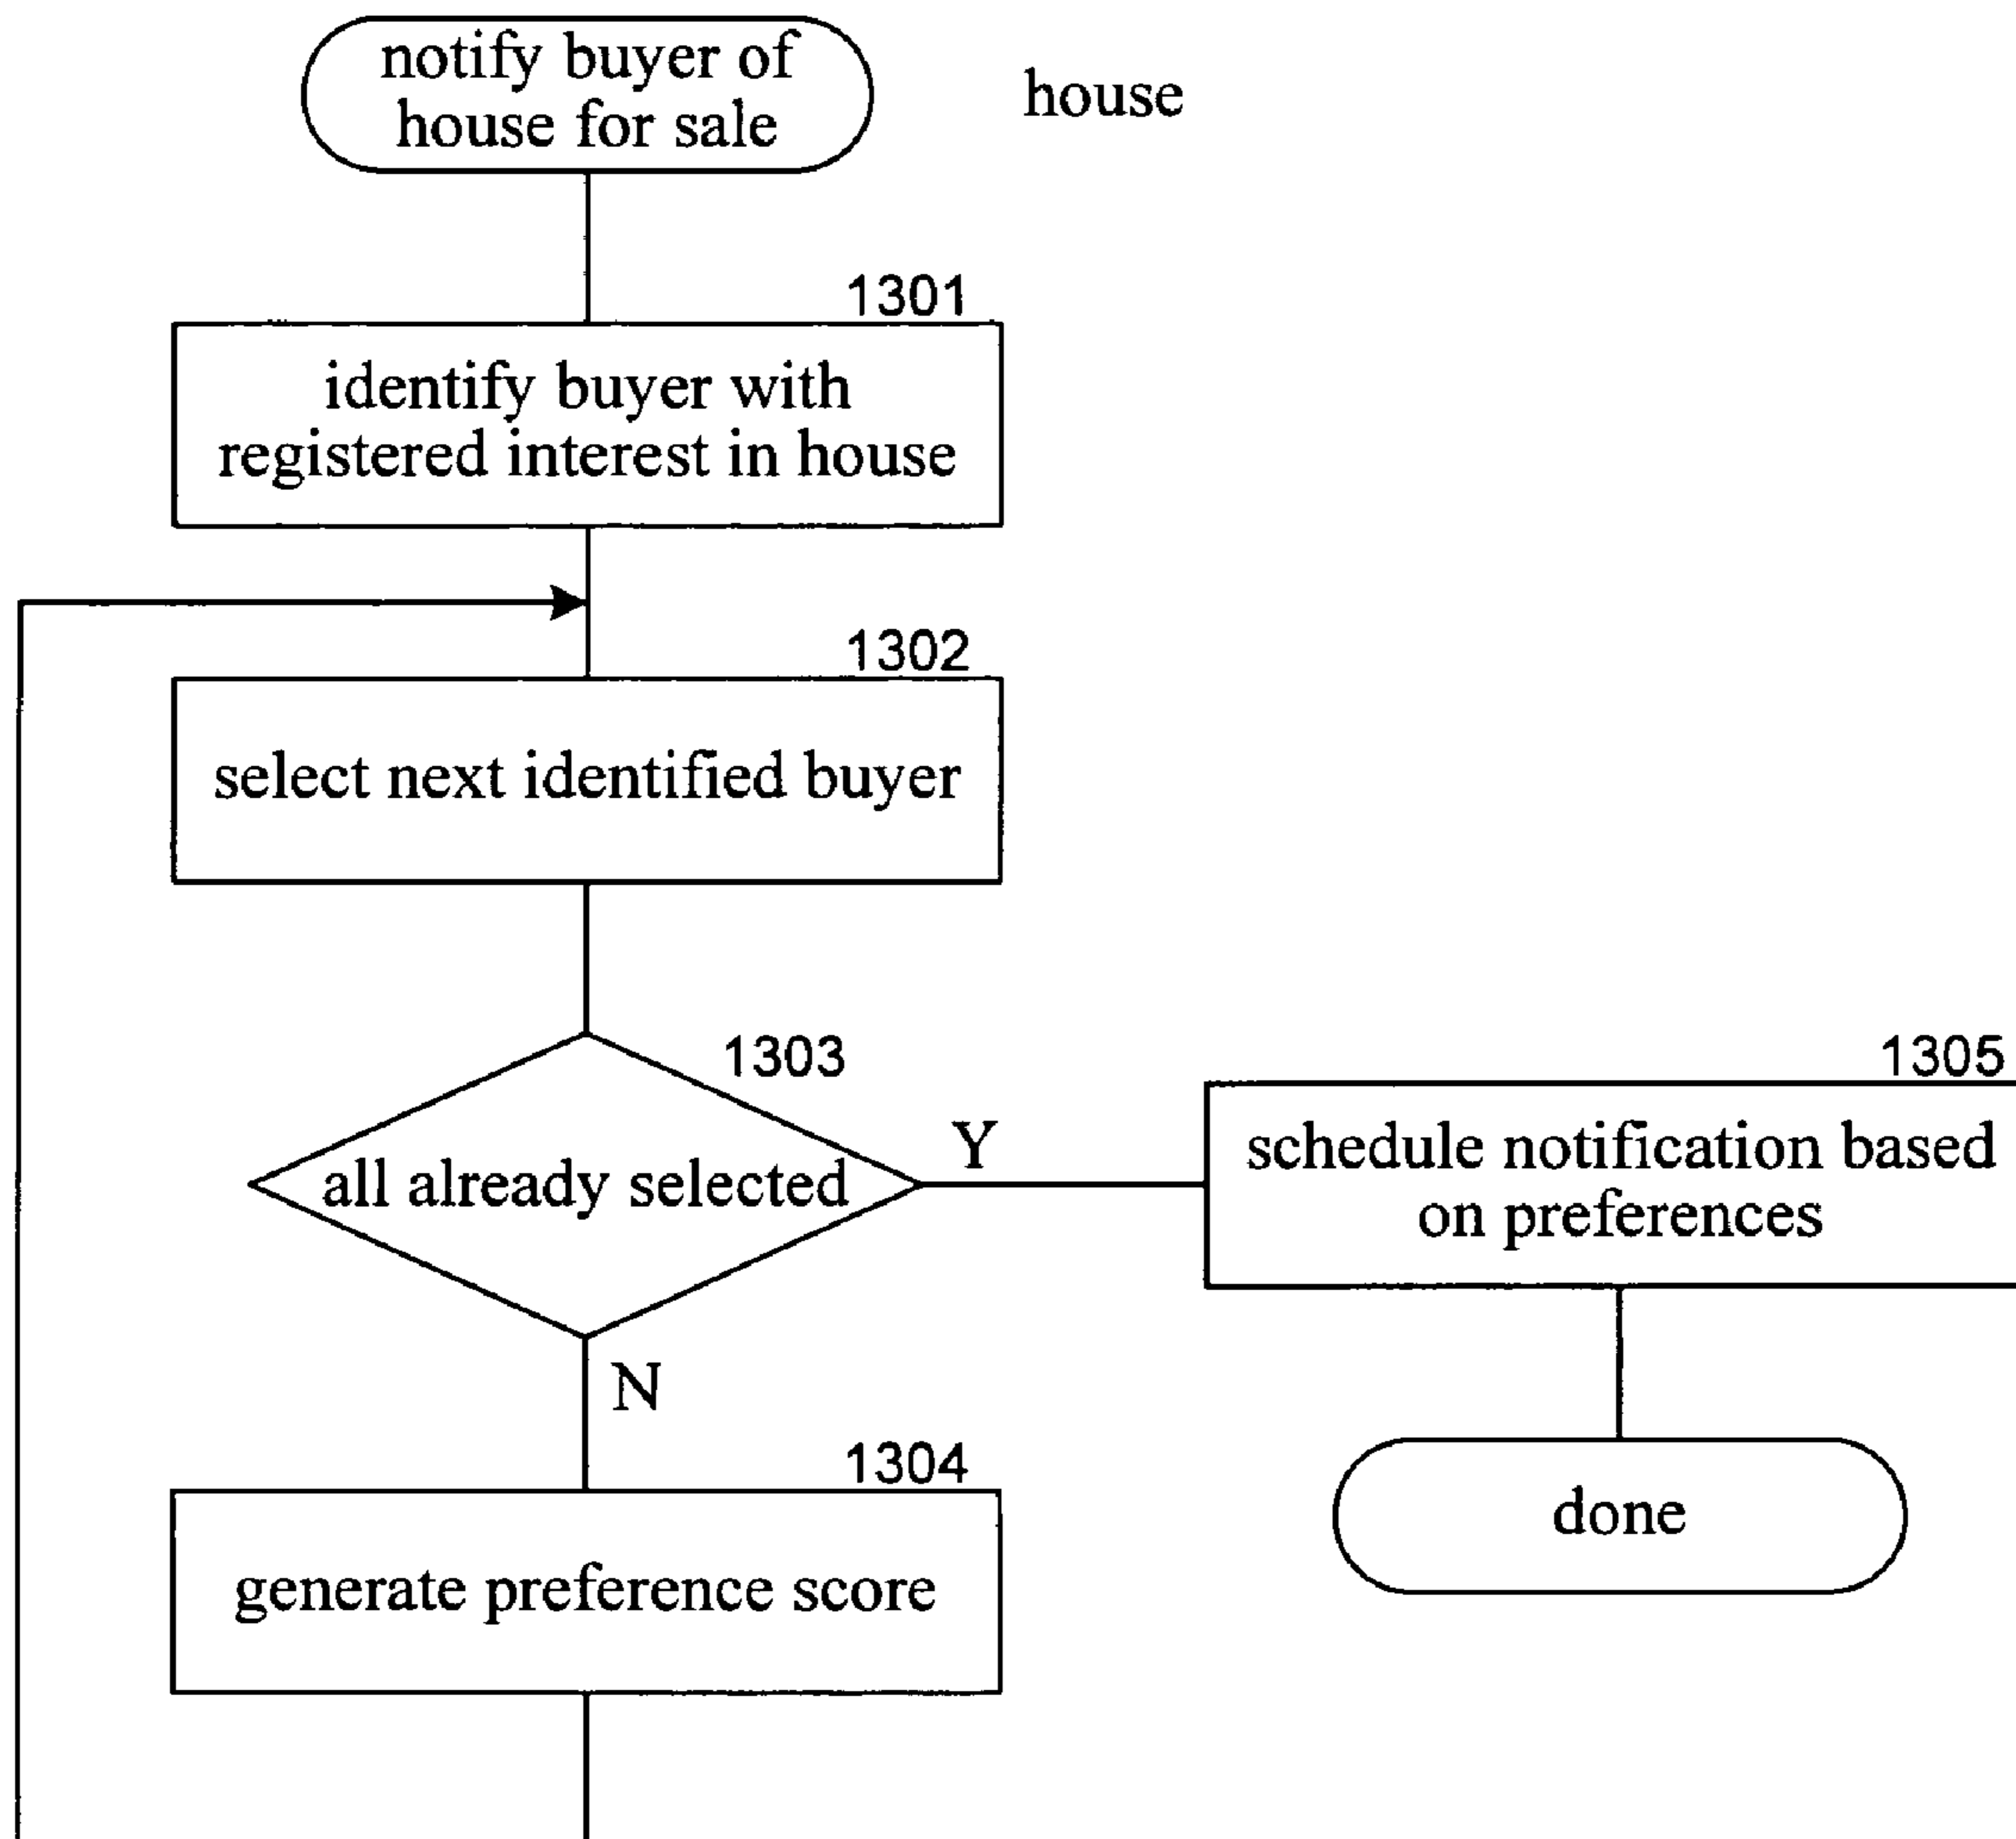 notify buyer of
house for sale
house
1301
identify buyer with
registered interest in house
1302
select next identified buyer
1303
all already selected
Y
1305
schedule notification based
on preferences
N
1304
generate preference score
done